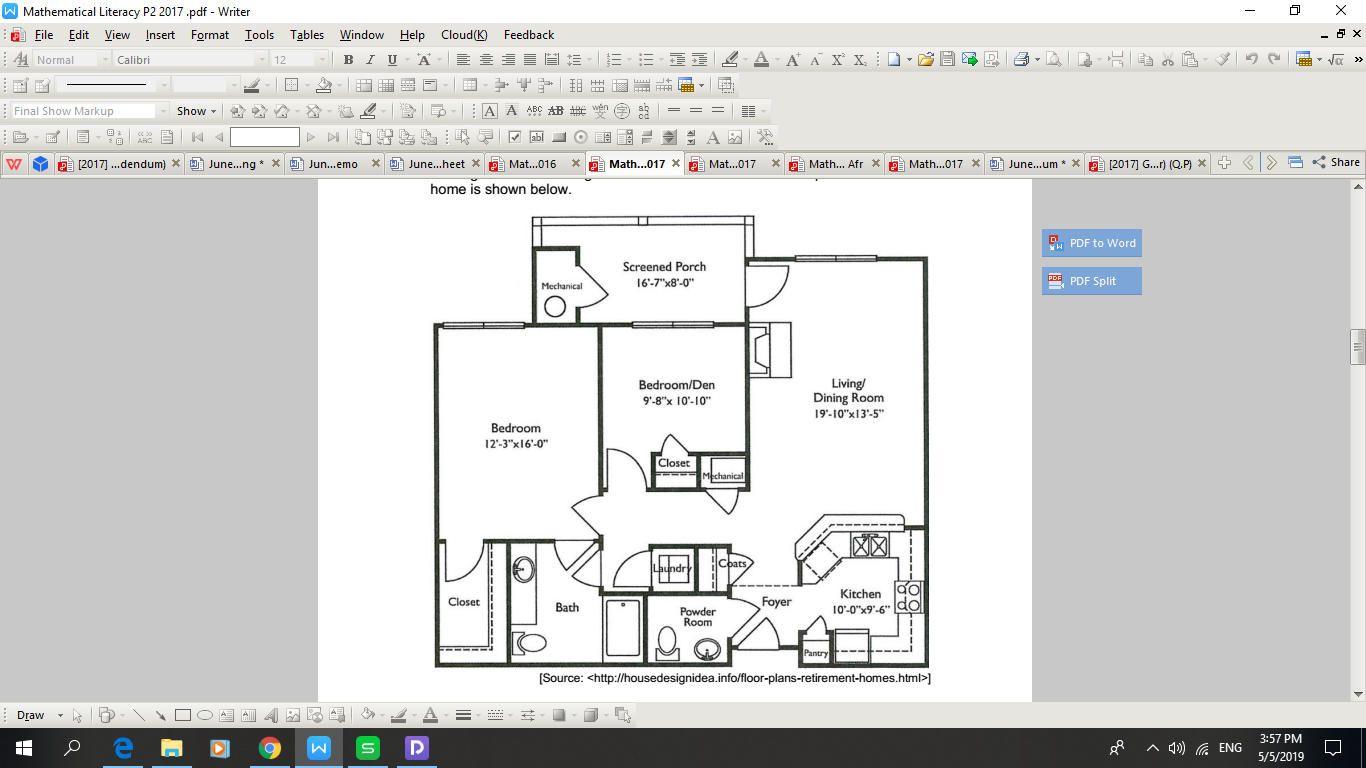 Mathematical Literacy P2 2017 .pdf - Writer
File Edit View Insert Format Tools Tables Window Help Cloud(K) Feedback
Normal Calibri 12 B I U
Final Show Markup Show
[2017] ...dendum) June...ng * Jun...emo June...heet Mat...016 Math...017 Mat...017 Math... Afr Math...017 June...um * [2017] G...r) (Q.P) Share
home is shown below.
PDF to Word
PDF Split
Screened Porch
16'-7"x8'-0"
Mechanical
Bedroom/Den
9'-8"x 10'-10"
Living/
Dining Room
19'-10"x13'-5"
Bedroom
12'-3"x16'-0"
Closet
Mechanical
Laundry
Coats
Closet
Bath
Powder
Room
Foyer
Kitchen
10'-0"x9'-6"
Pantry
[Source: <http://housedesignidea.info/floor-plans-retirement-homes.html>]
Draw
ENG
3:57 PM
5/5/2019